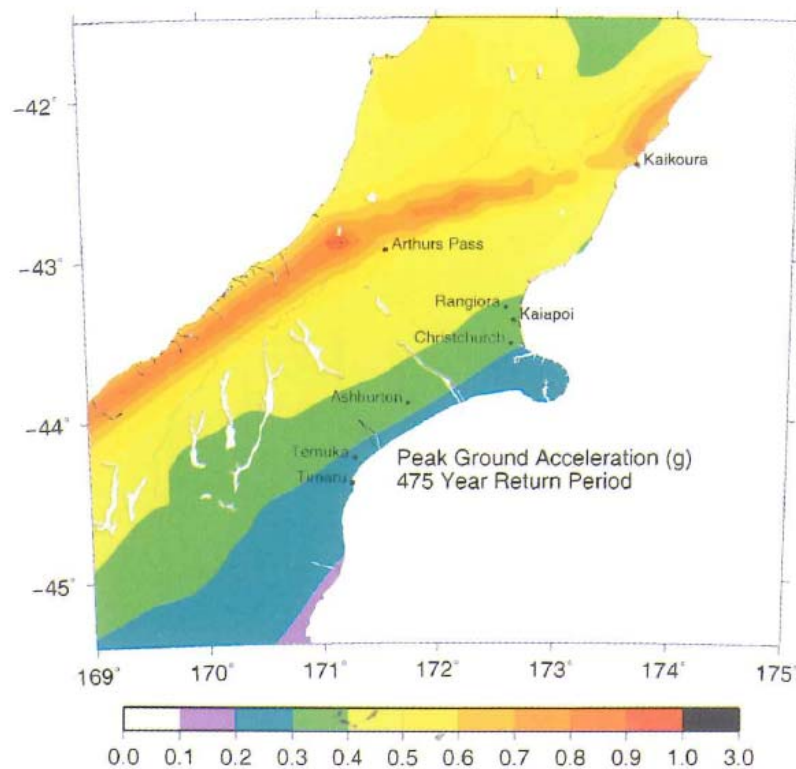 -42°
-43°
-44°
-45°
Kaikoura
Arthurs Pass
Rangiora
Kaiapoi
Christchurch
Ashburton
Temuka
Timaru
Peak Ground Acceleration (g)
475 Year Return Period
169° 170° 171° 172° 173° 174° 175°
0.0 0.1 0.2 0.3 0.4 0.5 0.6 0.7 0.8 0.9 1.0 3.0